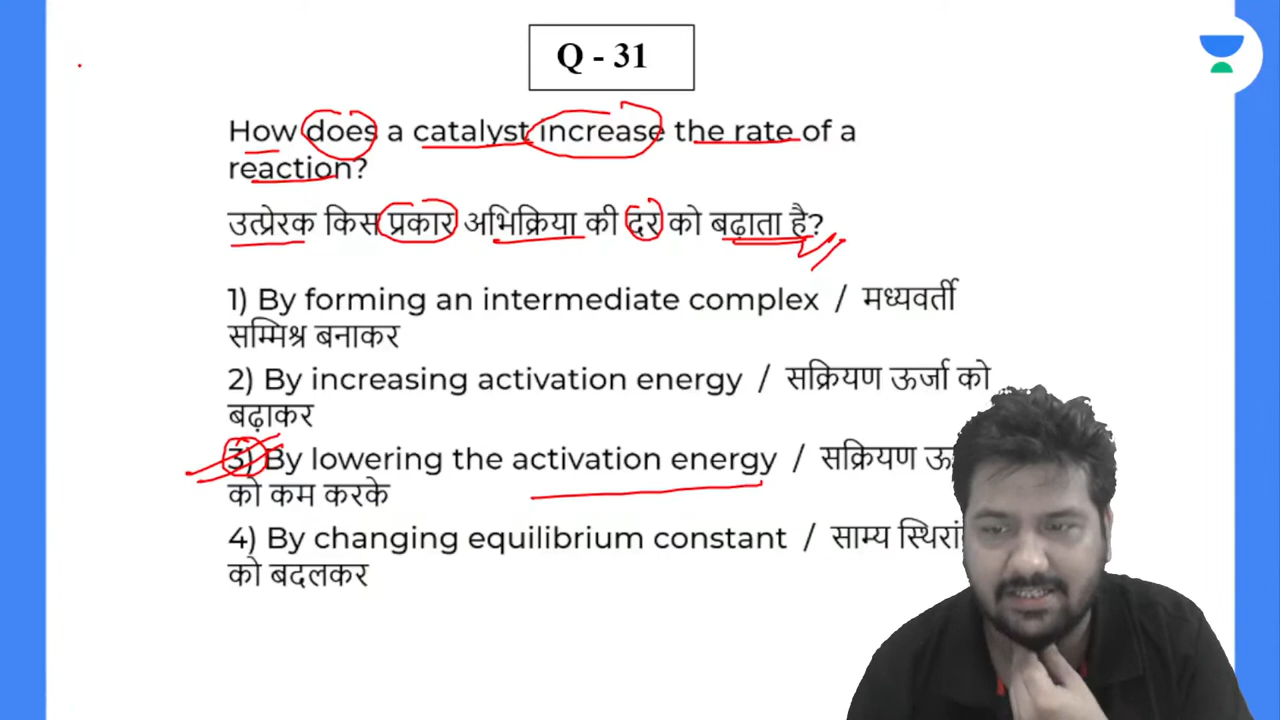 Q - 31
How does a catalyst increase the rate of a
reaction?
उत्प्रेरक किस प्रकार अभिक्रिया की दर को बढ़ाता है?
1) By forming an intermediate complex / मध्यवर्ती
सम्मिश्र बनाकर
2) By increasing activation energy / सक्रियण ऊर्जा को
बढ़ाकर
3) By lowering the activation energy / सक्रियण
को कम करके
4) By changing equilibrium constant / साम्य
को बदलकर